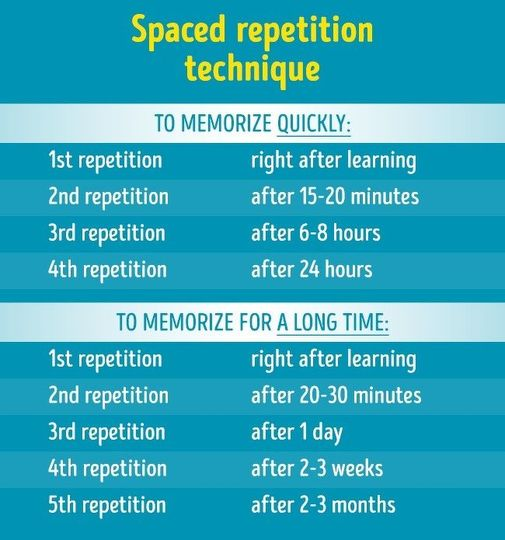 Spaced repetition
technique
TO MEMORIZE QUICKLY:
1st repetition right after learning
2nd repetition after 15-20 minutes
3rd repetition after 6-8 hours
4th repetition after 24 hours
TO MEMORIZE FOR A LONG TIME:
1st repetition right after learning
2nd repetition after 20-30 minutes
3rd repetition after 1 day
4th repetition after 2-3 weeks
5th repetition after 2-3 months